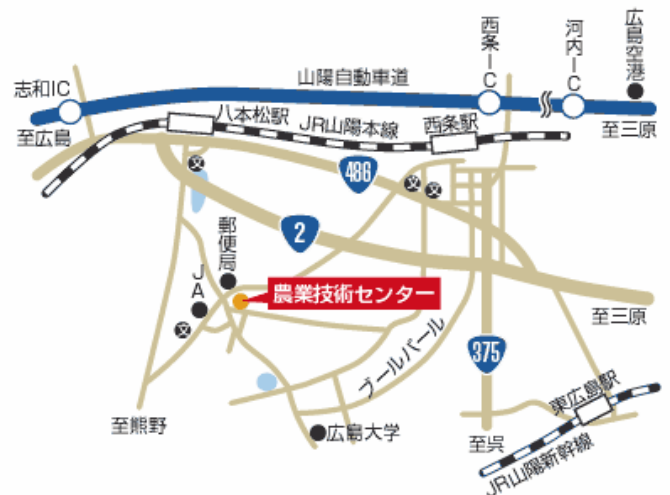 広島空港
河内IC
西条IC
山陽自動車道
志和IC
八本松駅
JR山陽本線
西条駅
至広島
至三原
文
486
文
文
2
郵便局
農業技術センター
JA
至三原
文
ブールバール
375
東広島駅
至熊野
広島大学
至呉
JR山陽新幹線